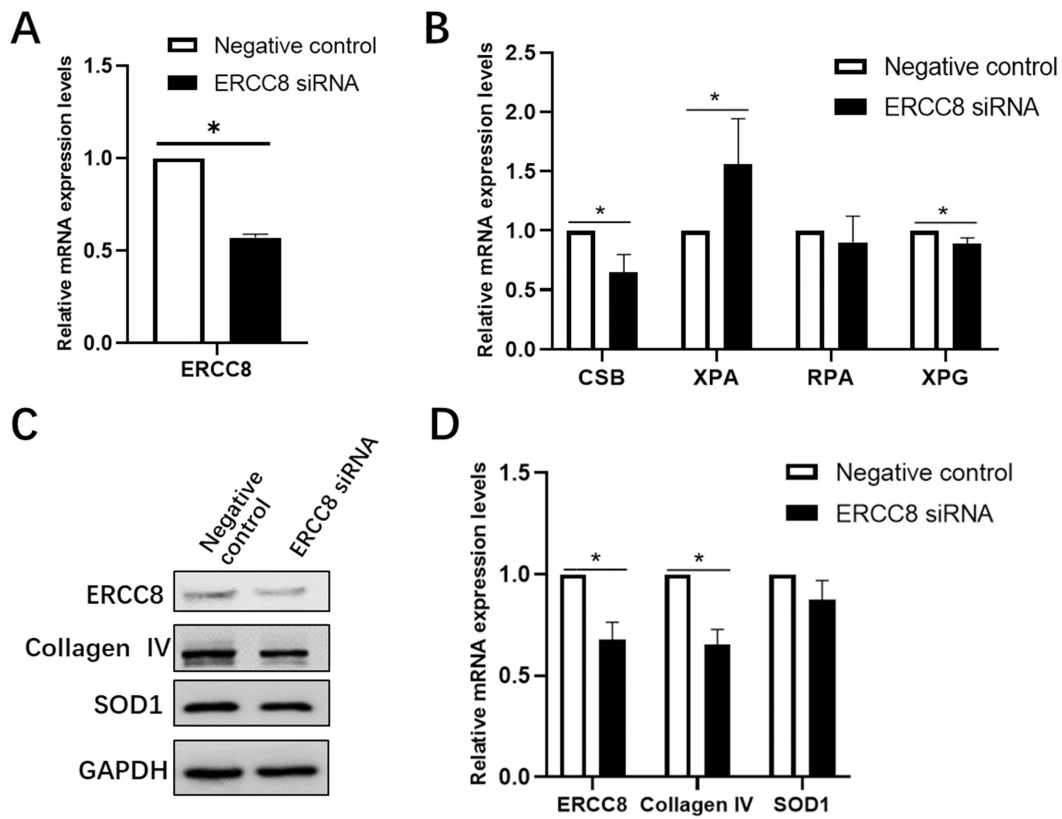 A
Negative control
ERCC8 siRNA
Relative mRNA expression levels
1.5
1.0
0.5
0.0
*
ERCC8
B
Negative control
ERCC8 siRNA
Relative mRNA expression levels
2.5
2.0
1.5
1.0
0.5
0.0
*
*
*
CSB
XPA
RPA
XPG
C
Negative
control
ERCC8 siRNA
ERCC8
Collagen IV
SOD1
GAPDH
D
Negative control
ERCC8 siRNA
Relative mRNA expression levels
1.5
1.0
0.5
0.0
*
*
ERCC8
Collagen IV
SOD1